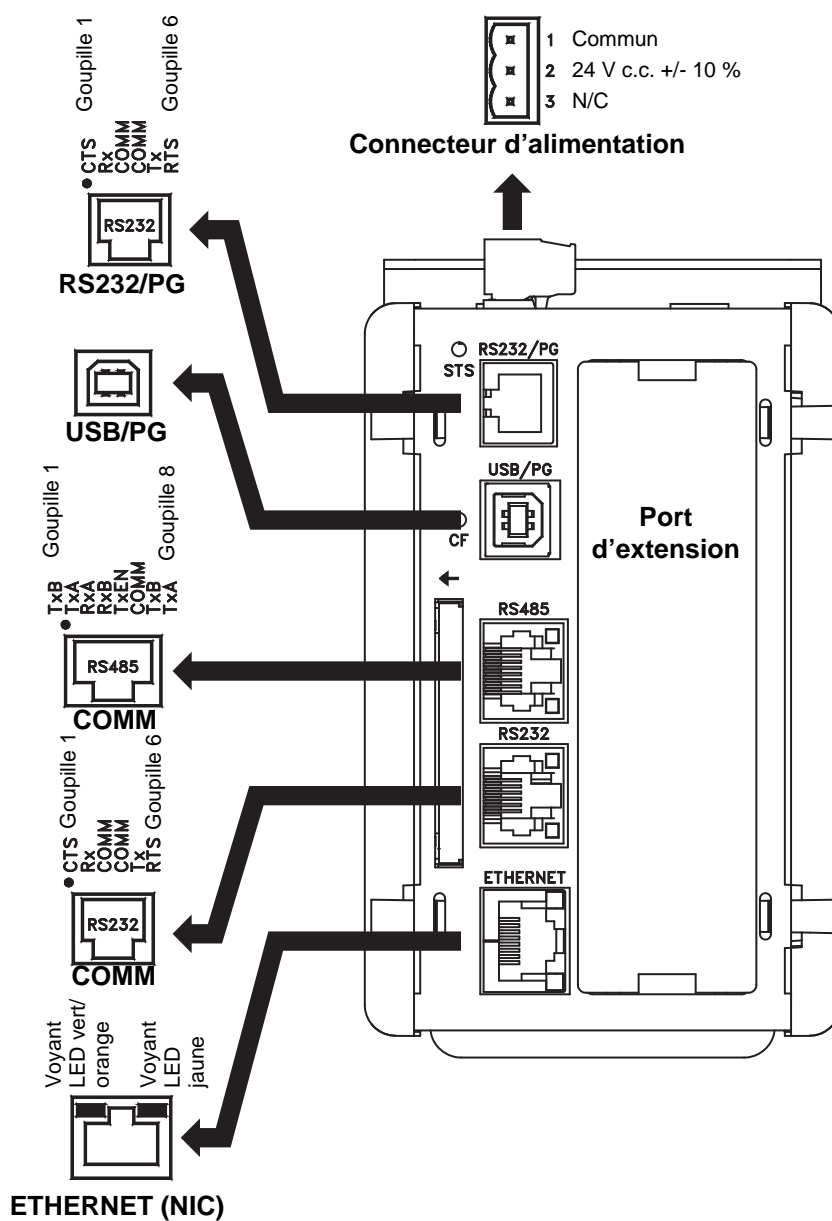 1 Commun
2 24 V c.c. +/- 10 %
3 N/C
Connecteur d'alimentation
Goupille 1
Goupille 6
CTS
Rx
COMM
COMM
Tx
RTS
RS232
RS232/PG
USB/PG
Goupille 1
Goupille 8
TxB
TxA
RxA
RxB
TxEN
COMM
TxB
TxA
RS485
COMM
Goupille 1
Goupille 6
CTS
Rx
COMM
COMM
Tx
RTS
RS232
COMM
Voyant
LED vert/
orange
Voyant
LED
jaune
ETHERNET (NIC)
RS232/PG
STS
USB/PG
CF
RS485
RS232
ETHERNET
Port
d'extension